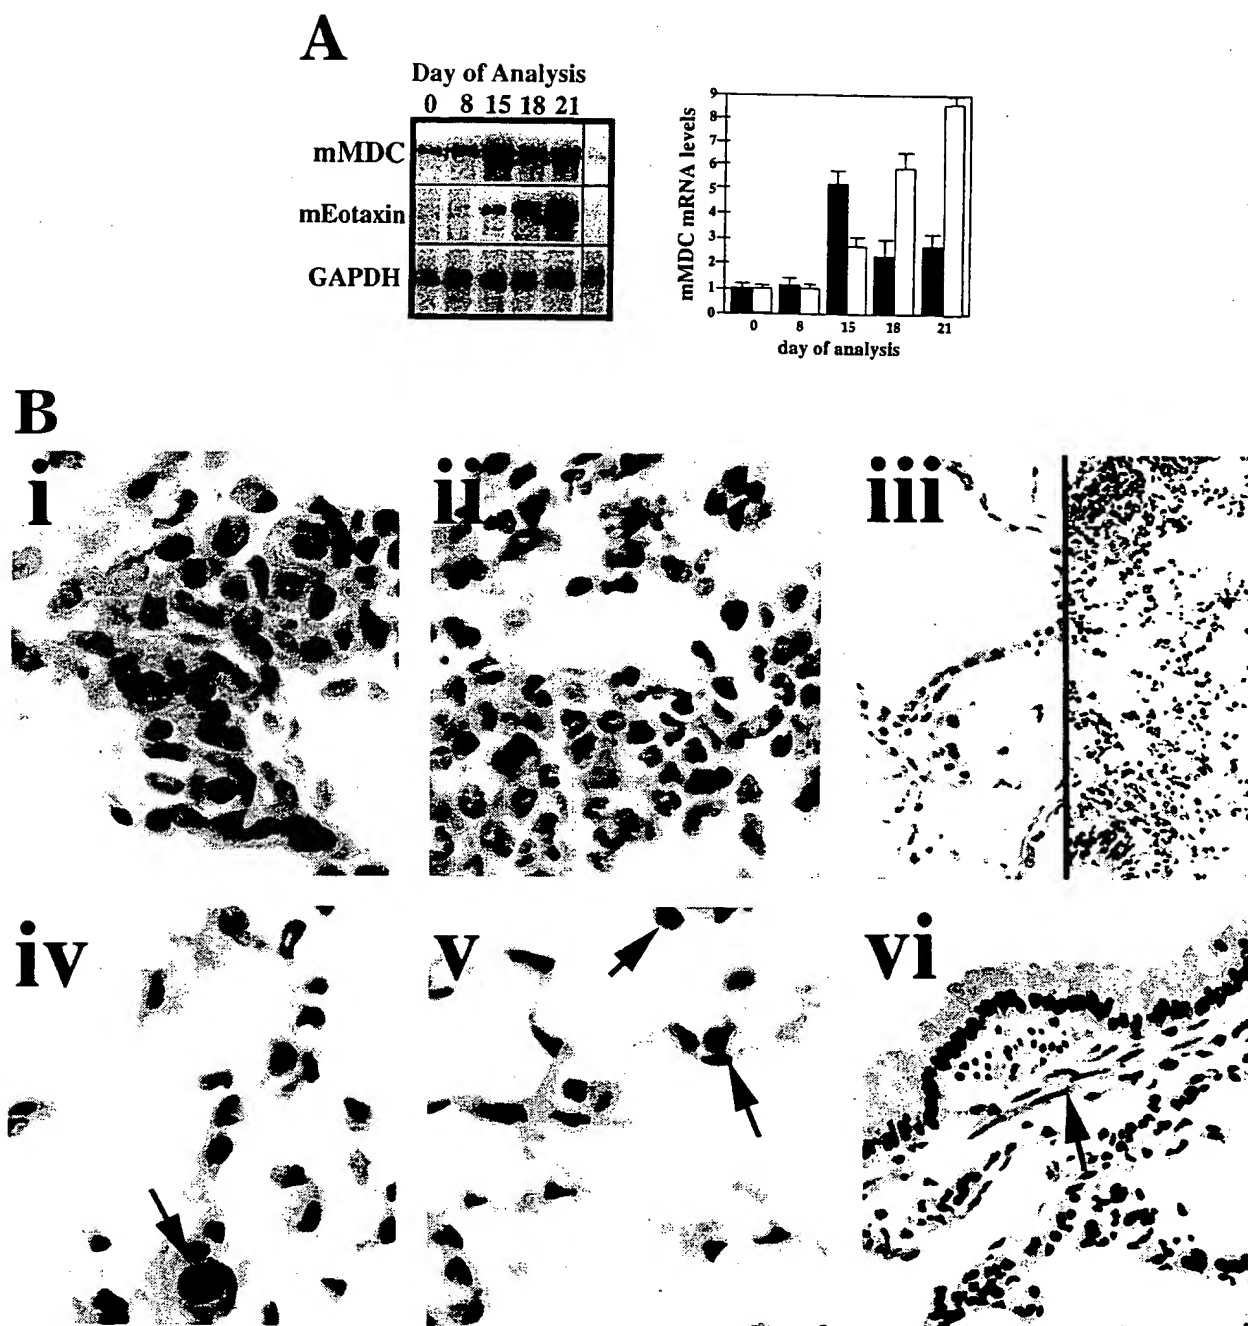 A
Day of Analysis
0 8 15 18 21
mMDC
mEotaxin
GAPDH
mMDC mRNA levels
9
8
7
6
5
4
3
2
1
0
0 8 15 18 21
day of analysis
B
i ii iii
iv v vi